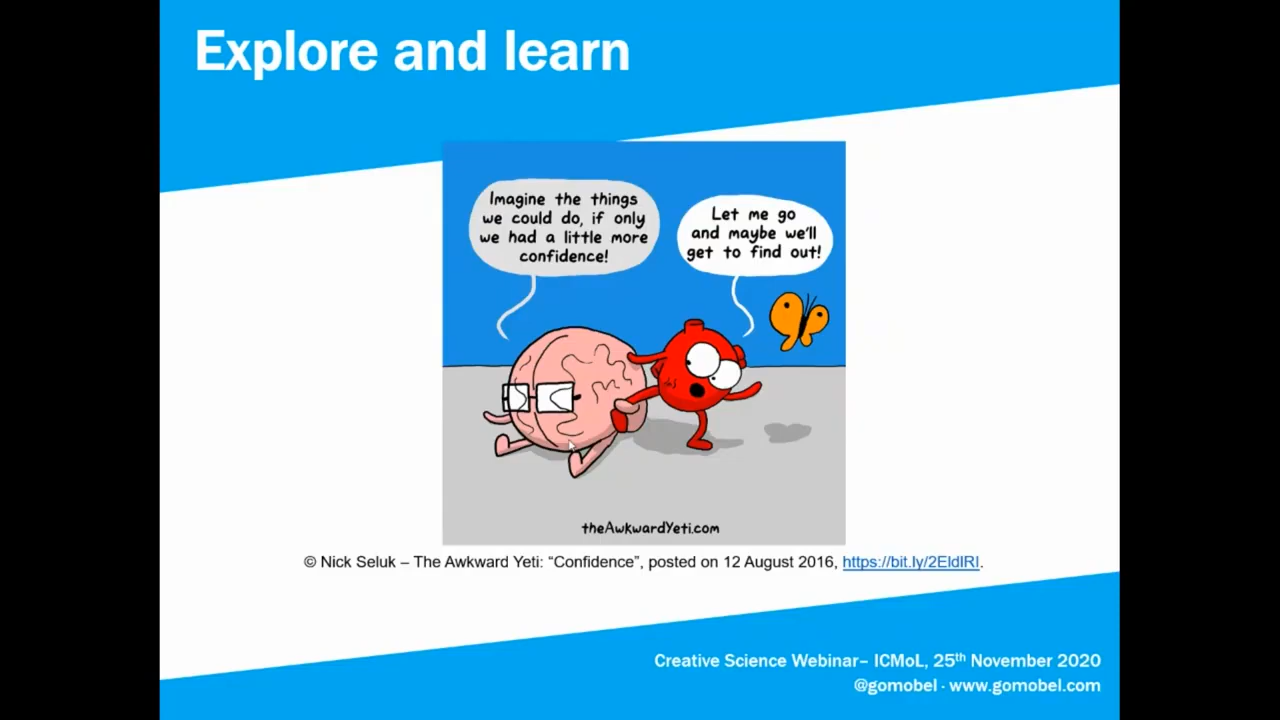 Explore and learn
Imagine the things
we could do, if only
we had a little more
confidence!
Let me go
and maybe we'll
get to find out!
theAwkwardYeti.com
© Nick Seluk – The Awkward Yeti: “Confidence”, posted on 12 August 2016, https://bit.ly/2EldIRI.
Creative Science Webinar– ICMoL, 25th November 2020
@gomobel · www.gomobel.com